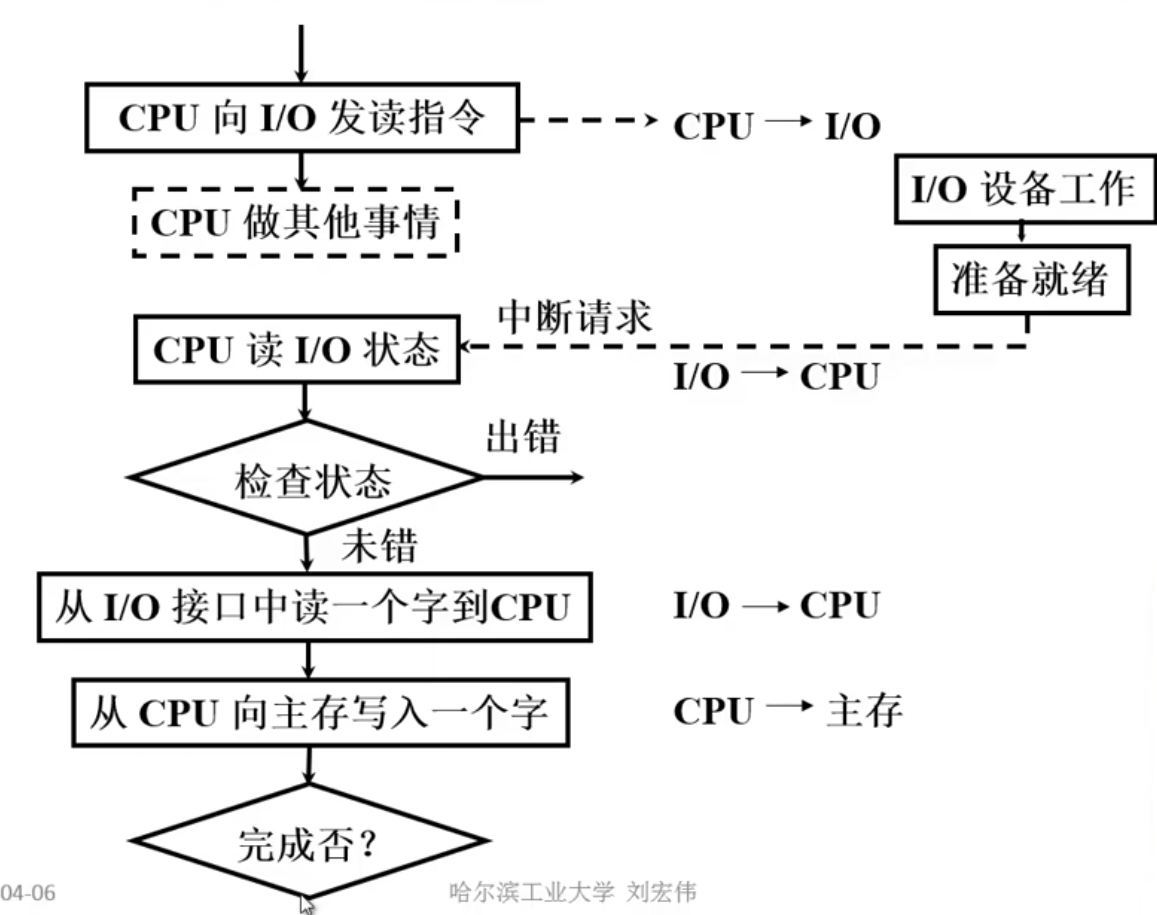 CPU 向 I/O 发读指令
CPU → I/O
I/O 设备工作
CPU 做其他事情
准备就绪
中断请求
CPU 读 I/O 状态
I/O → CPU
出错
检查状态
未错
从 I/O 接口中读一个字到CPU
I/O → CPU
从 CPU 向主存写入一个字
CPU → 主存
完成否?
04-06
哈尔滨工业大学 刘宏伟